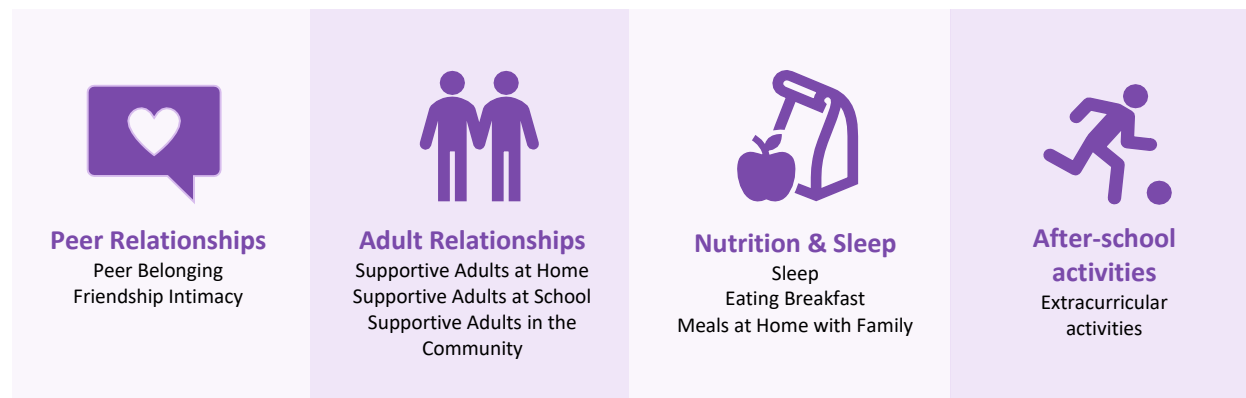 Peer Relationships
Peer Belonging
Friendship Intimacy
Adult Relationships
Supportive Adults at Home
Supportive Adults at School
Supportive Adults in the
Community
Nutrition & Sleep
Sleep
Eating Breakfast
Meals at Home with Family
After-school
activities
Extracurricular
activities